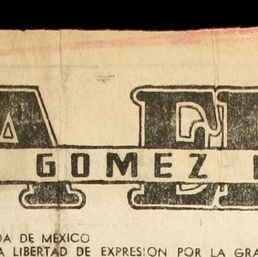 A E
GOMEZ
DA DE MEXICO
A LIBERTAD DE EXPRESION POR LA GRA